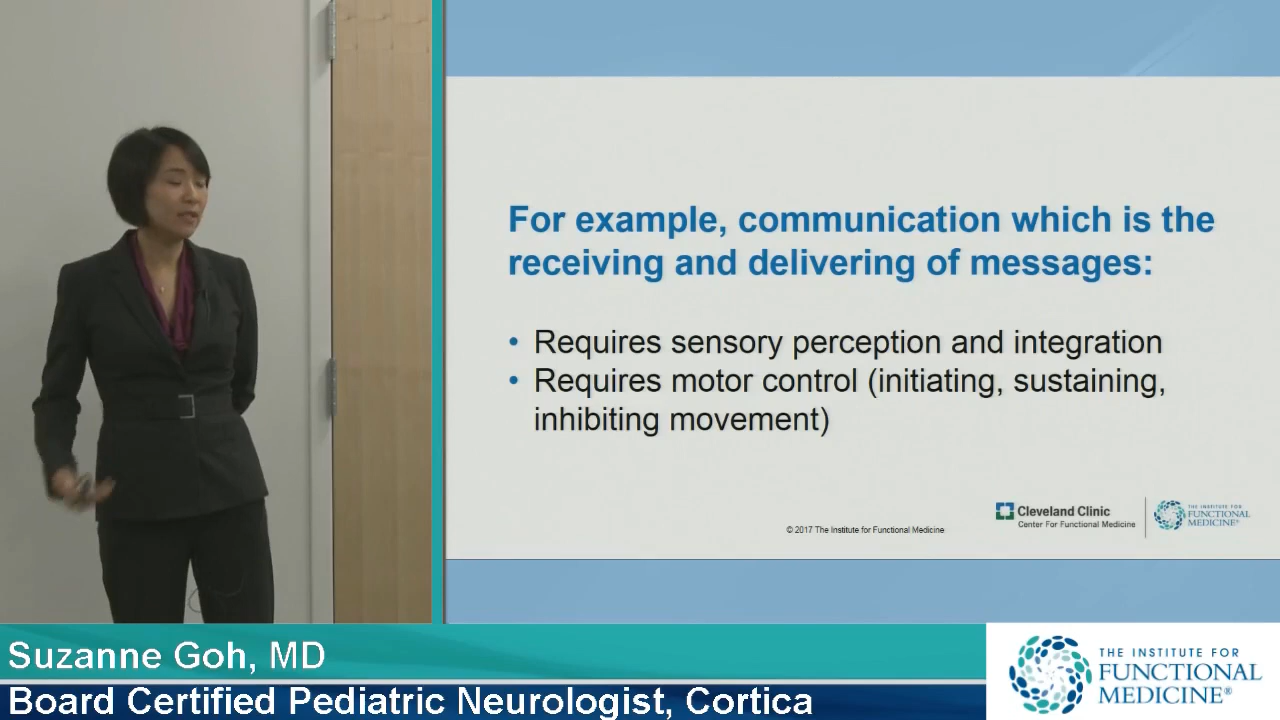 For example, communication which is the
receiving and delivering of messages:
• Requires sensory perception and integration
• Requires motor control (initiating, sustaining,
inhibiting movement)
© 2017 The Institute for Functional Medicine
Cleveland Clinic
Center For Functional Medicine
THE INSTITUTE FOR
FUNCTIONAL
MEDICINE®
Suzanne Goh, MD
Board Certified Pediatric Neurologist, Cortica
THE INSTITUTE FOR
FUNCTIONAL
MEDICINE®